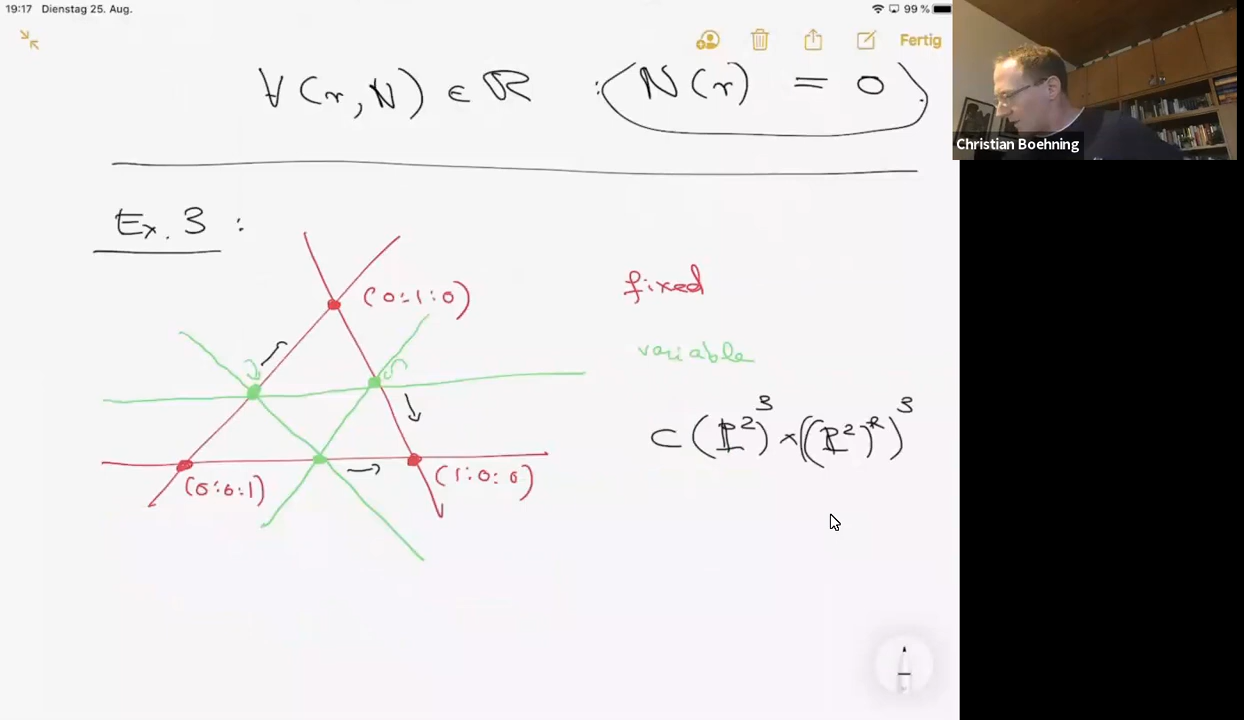 19:17 Dienstag 25. Aug.
99 %
Fertig
∀(r, N) ∈ R : (N(r) = 0).
Christian Boehning
Ex. 3 :
(0:1:0)
fixed
variable
⊂ (P²)³ × ((P²)*)³
(0:0:1)
(1:0:0)